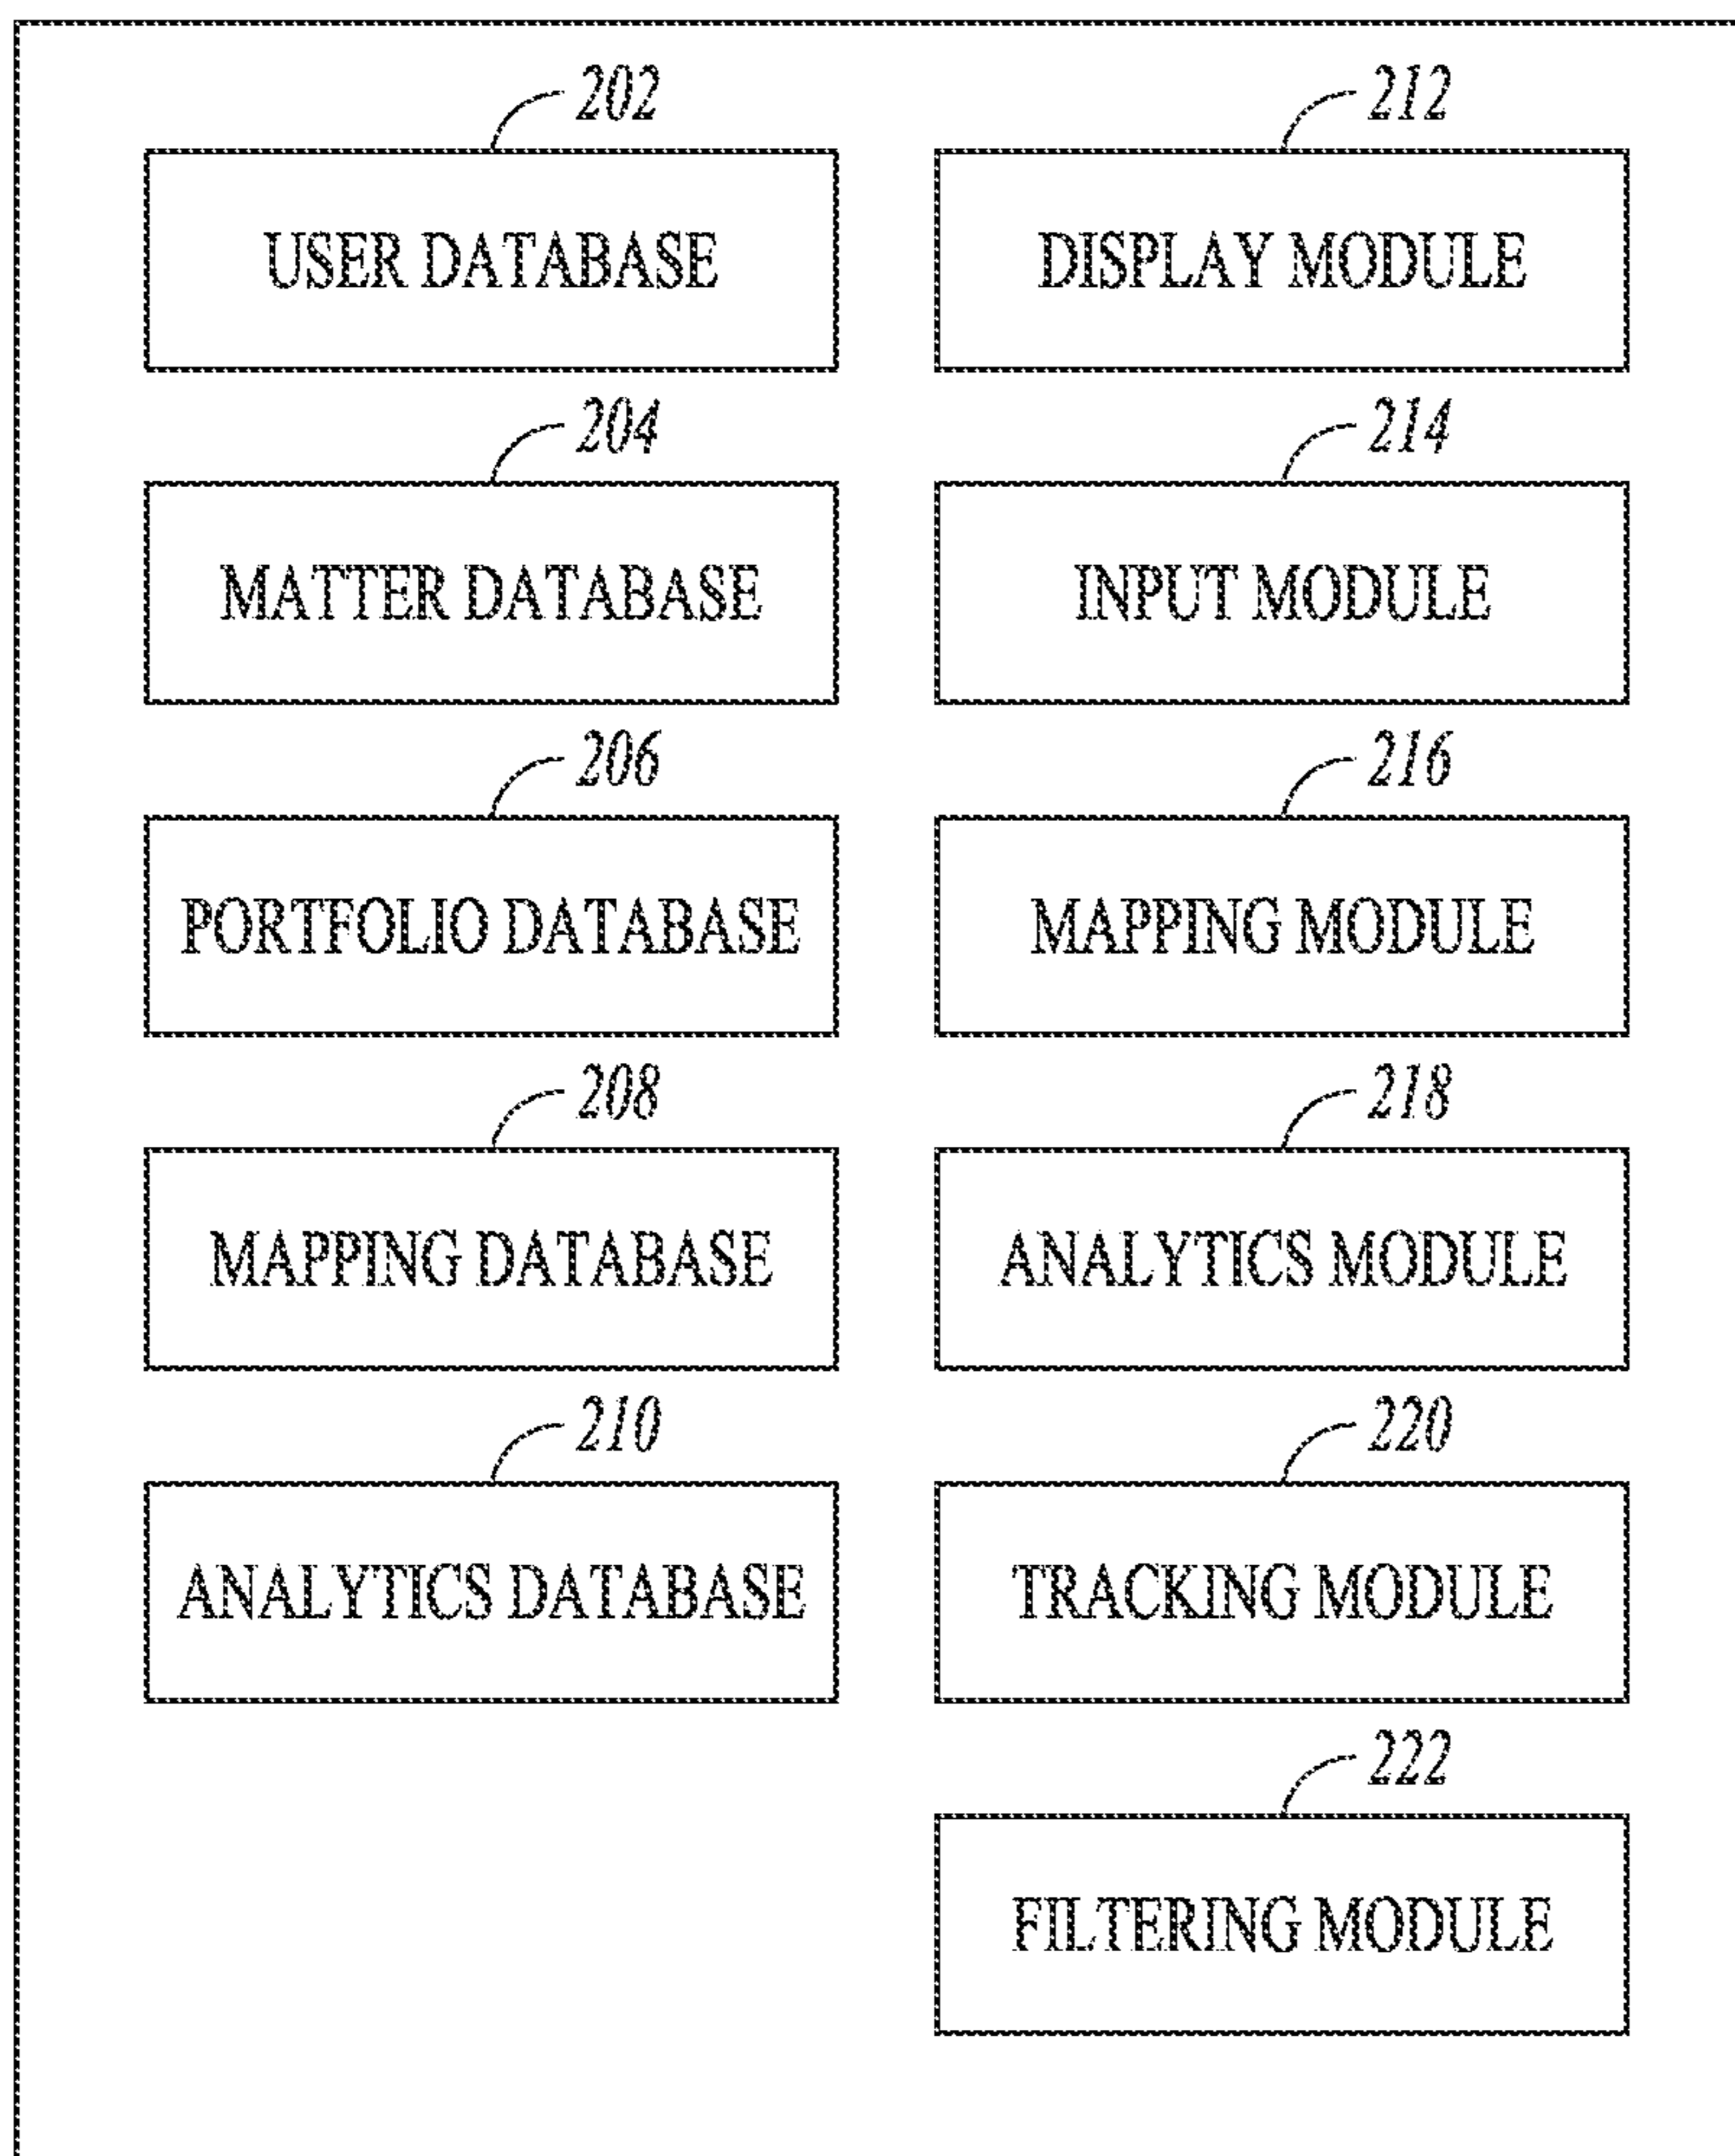 202
USER DATABASE
212
DISPLAY MODULE
204
MATTER DATABASE
214
INPUT MODULE
206
PORTFOLIO DATABASE
216
MAPPING MODULE
208
MAPPING DATABASE
218
ANALYTICS MODULE
210
ANALYTICS DATABASE
220
TRACKING MODULE
222
FILTERING MODULE